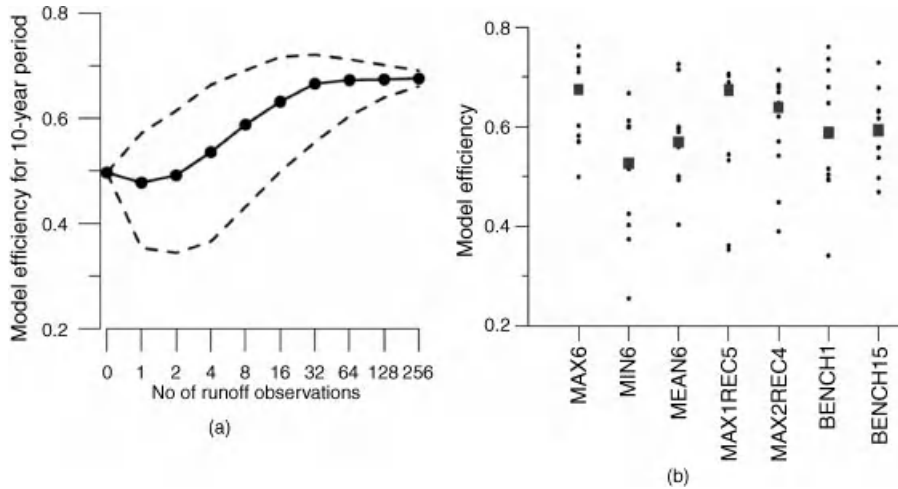 0.8
0.6
0.4
0.2
Model efficiency for 10-year period
0 1 2 4 8 16 32 64 128 256
No of runoff observations
(a)
0.8
0.6
0.4
0.2
Model efficiency
MAX6
MIN6
MEAN6
MAX1REC5
MAX2REC4
BENCH1
BENCH15
(b)